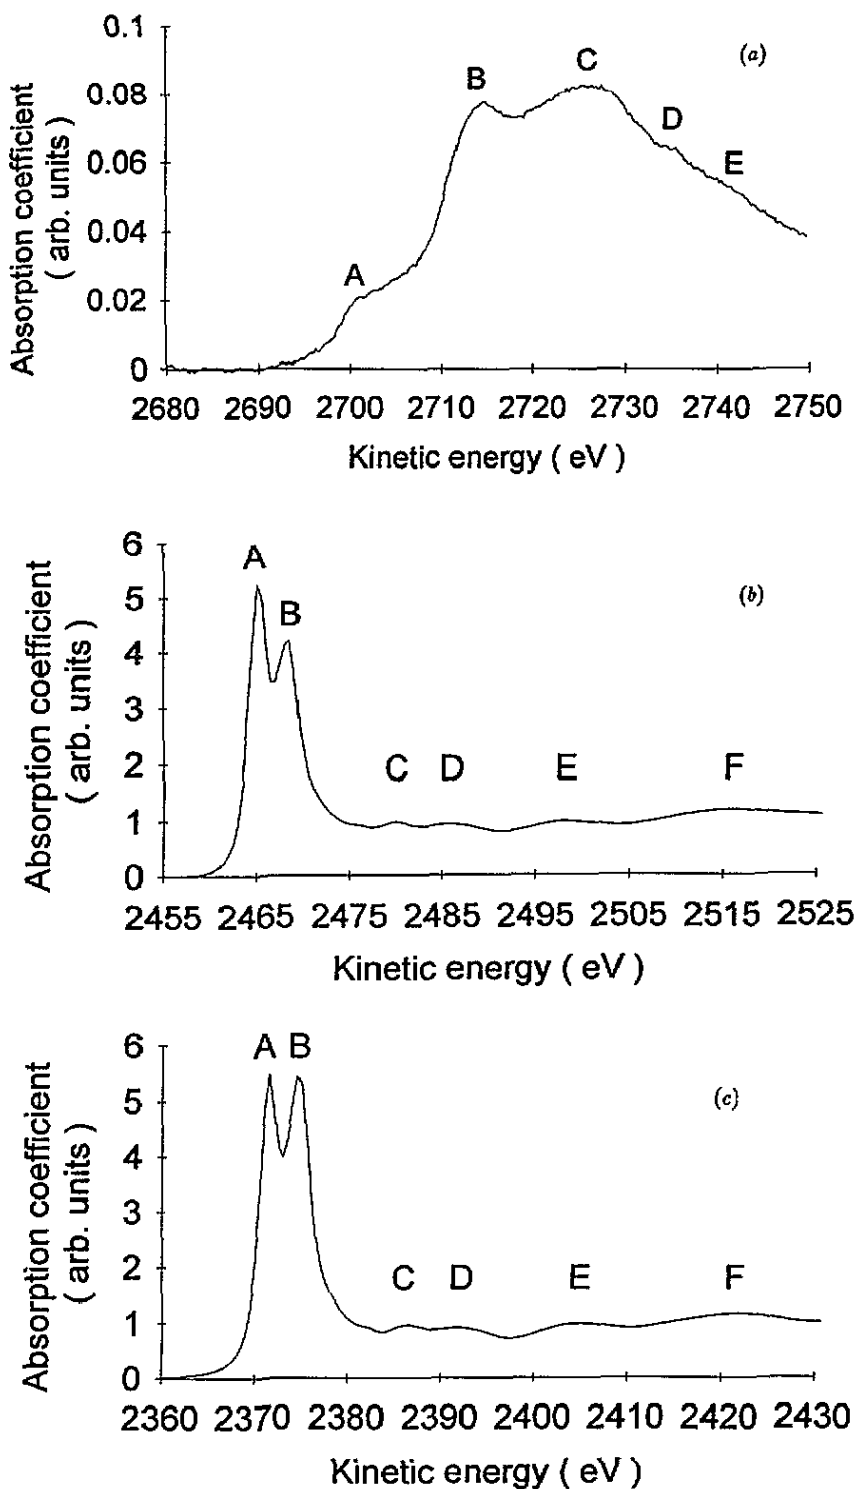 0.1
(a)
C
B
0.08
D
Absorption coefficient
( arb. units )
0.06
E
0.04
A
0.02
0
2680 2690 2700 2710 2720 2730 2740 2750
Kinetic energy ( eV )
6
A
(b)
5
B
4
Absorption coefficient
( arb. units )
3
2
C D E F
1
0
2455 2465 2475 2485 2495 2505 2515 2525
Kinetic energy ( eV )
6
A B
(c)
5
4
Absorption coefficient
( arb. units )
3
2
C D E F
1
0
2360 2370 2380 2390 2400 2410 2420 2430
Kinetic energy ( eV )